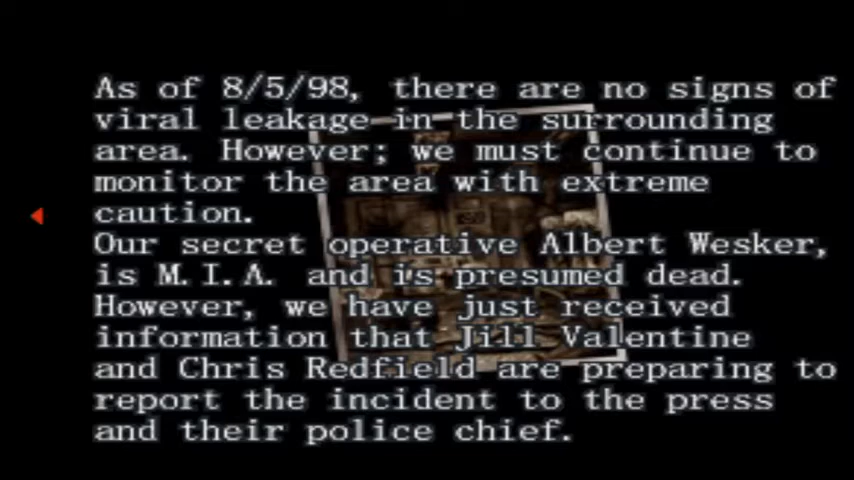 As of 8/5/98, there are no signs of
viral leakage in the surrounding
area. However; we must continue to
monitor the area with extreme
caution.
Our secret operative Albert Wesker,
is M.I.A. and is presumed dead.
However, we have just received
information that Jill Valentine
and Chris Redfield are preparing to
report the incident to the press
and their police chief.